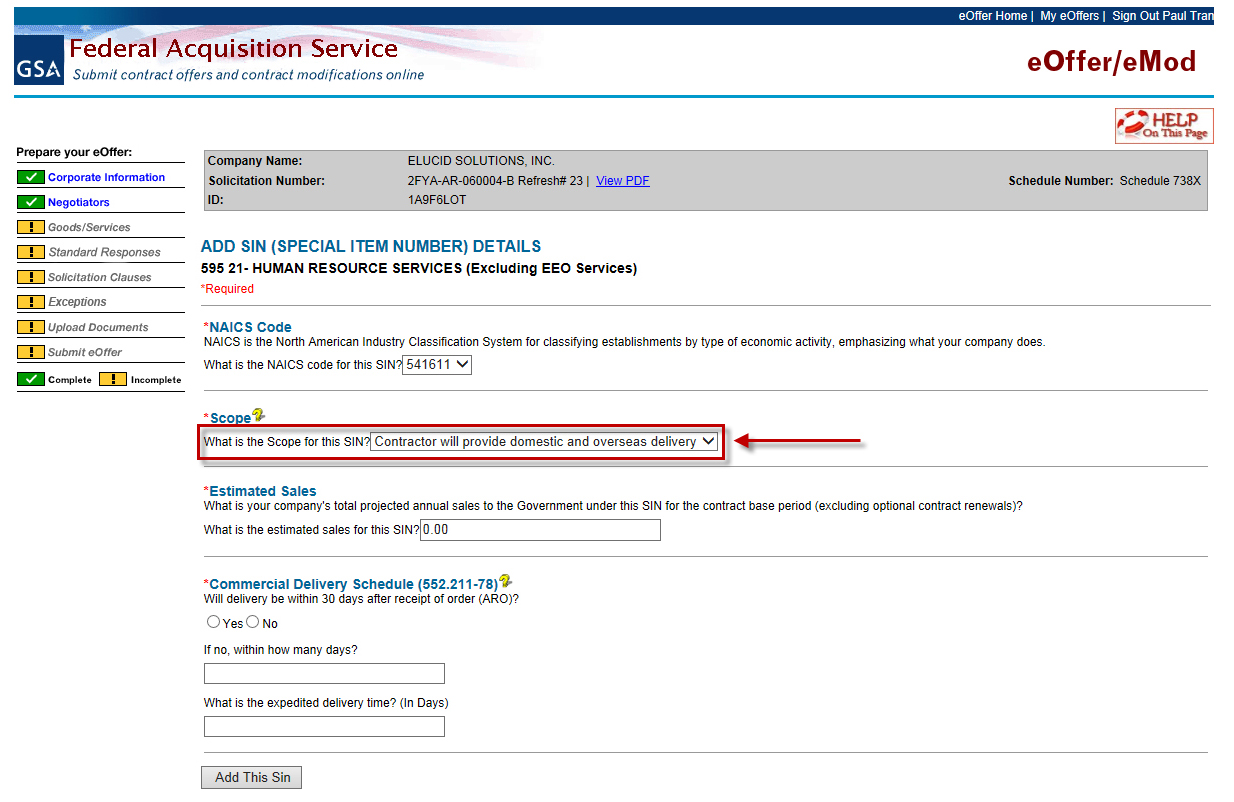 eOffer Home | My eOffers | Sign Out Paul Tran
GSA
Federal Acquisition Service
Submit contract offers and contract modifications online
eOffer/eMod
HELP
On This Page
Prepare your eOffer:
Corporate Information
Negotiators
! Goods/Services
! Standard Responses
! Solicitation Clauses
! Exceptions
! Upload Documents
! Submit eOffer
Complete ! Incomplete
Company Name: ELUCID SOLUTIONS, INC.
Solicitation Number: 2FYA-AR-060004-B Refresh# 23 | View PDF Schedule Number: Schedule 738X
ID: 1A9F6LOT
ADD SIN (SPECIAL ITEM NUMBER) DETAILS
595 21- HUMAN RESOURCE SERVICES (Excluding EEO Services)
*Required
*NAICS Code
NAICS is the North American Industry Classification System for classifying establishments by type of economic activity, emphasizing what your company does.
What is the NAICS code for this SIN? 541611
*Scope?
What is the Scope for this SIN? Contractor will provide domestic and overseas delivery
*Estimated Sales
What is your company's total projected annual sales to the Government under this SIN for the contract base period (excluding optional contract renewals)?
What is the estimated sales for this SIN? 0.00
*Commercial Delivery Schedule (552.211-78)?
Will delivery be within 30 days after receipt of order (ARO)?
Yes No
If no, within how many days?
What is the expedited delivery time? (In Days)
Add This Sin